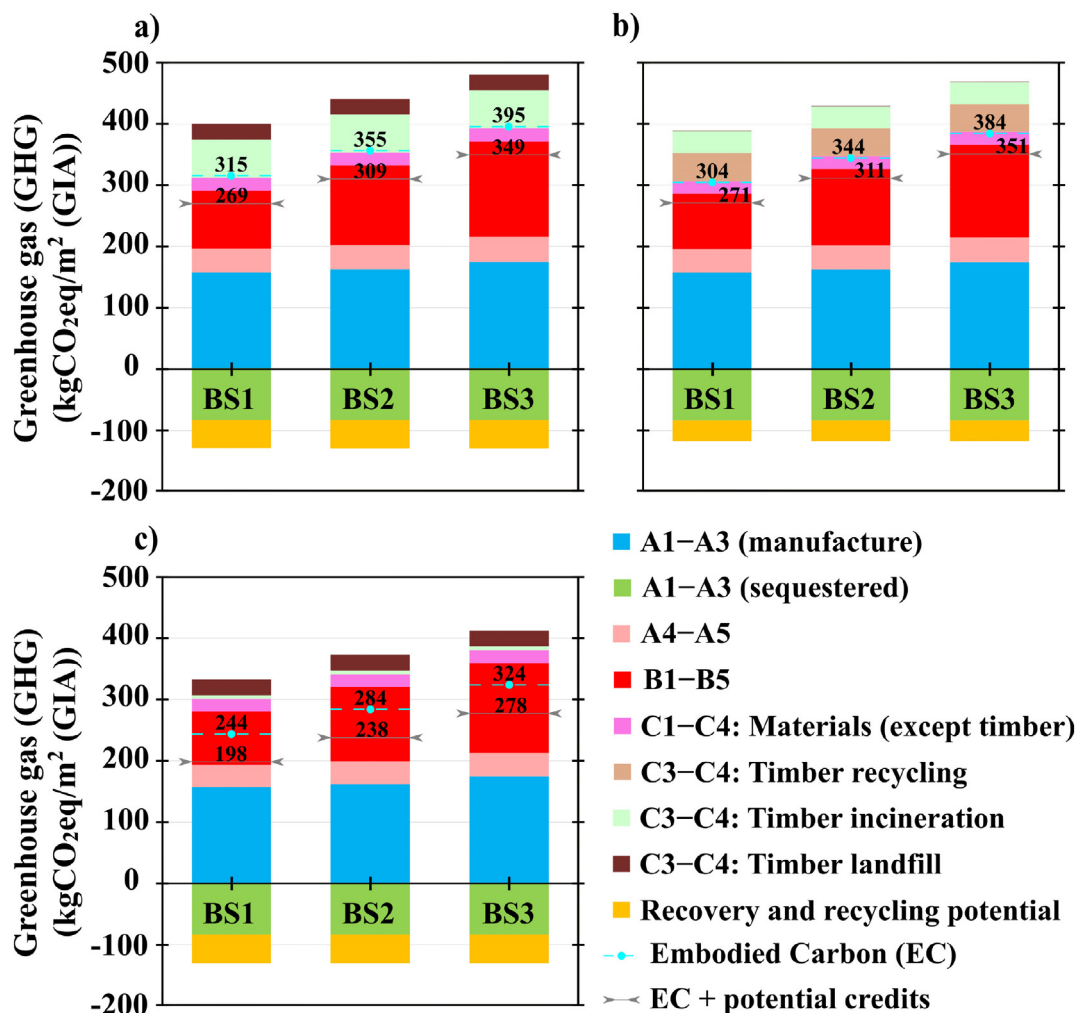 a)
b)
Greenhouse gas (GHG)
(kgCO₂eq/m² (GIA))
500
400
300
200
100
0
-100
-200
315
269
355
309
395
349
BS1
BS2
BS3
304
271
344
311
384
351
BS1
BS2
BS3
c)
Greenhouse gas (GHG)
(kgCO₂eq/m² (GIA))
500
400
300
200
100
0
-100
-200
244
198
284
238
324
278
BS1
BS2
BS3
A1−A3 (manufacture)
A1−A3 (sequestered)
A4−A5
B1−B5
C1−C4: Materials (except timber)
C3−C4: Timber recycling
C3−C4: Timber incineration
C3−C4: Timber landfill
Recovery and recycling potential
Embodied Carbon (EC)
EC + potential credits